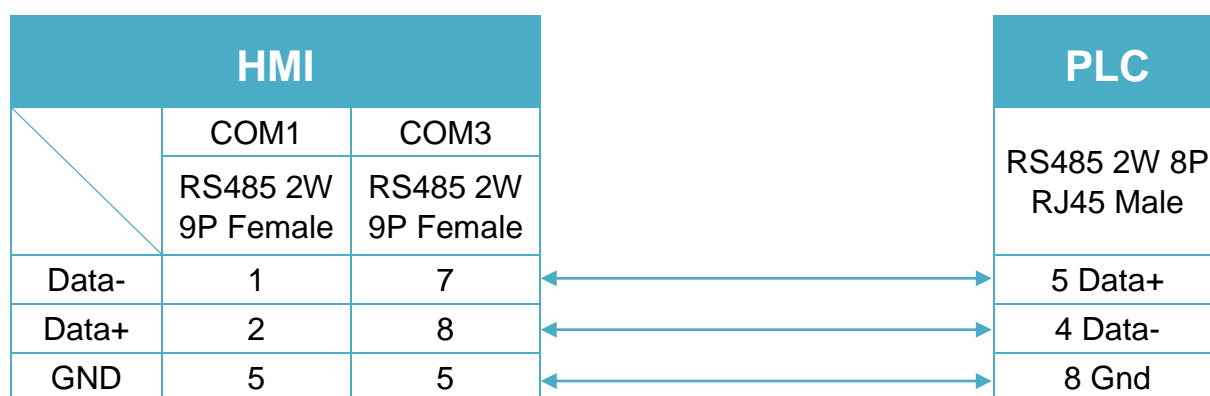 HMI PLC
COM1 COM3
RS485 2W
9P Female
RS485 2W
9P Female
RS485 2W 8P
RJ45 Male
Data- 1 7 5 Data+
Data+ 2 8 4 Data-
GND 5 5 8 Gnd